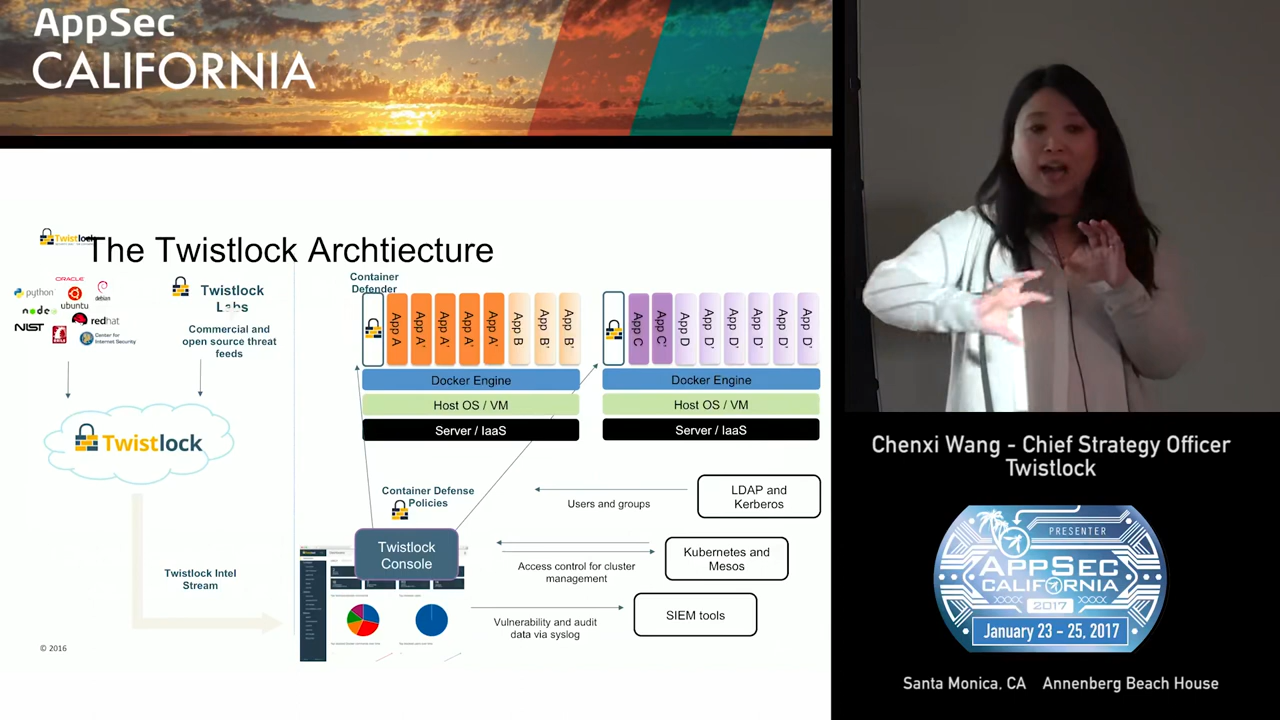 AppSec
CALIFORNIA
Twistlock
The Twistlock Archtiecture
ORACLE
python
debian
ubuntu
node
redhat
NIST
Center for
Internet Security
Twistlock
Labs
Commercial and
open source threat
feeds
Twistlock
Twistlock Intel
Stream
© 2016
Container
Defender
App A
App A'
App A'
App A'
App A'
App B
App B'
App B'
Docker Engine
Host OS / VM
Server / IaaS
App C
App C'
App D
App D'
App D'
App D'
App D'
App D'
Docker Engine
Host OS / VM
Server / IaaS
Container Defense
Policies
Twistlock
Console
LDAP and
Kerberos
Users and groups
Kubernetes and
Mesos
Access control for cluster
management
SIEM tools
Vulnerability and audit
data via syslog
Chenxi Wang - Chief Strategy Officer
Twistlock
PRESENTER
APPSEC
CALIFORNIA
2017
January 23 - 25, 2017
Santa Monica, CA Annenberg Beach House